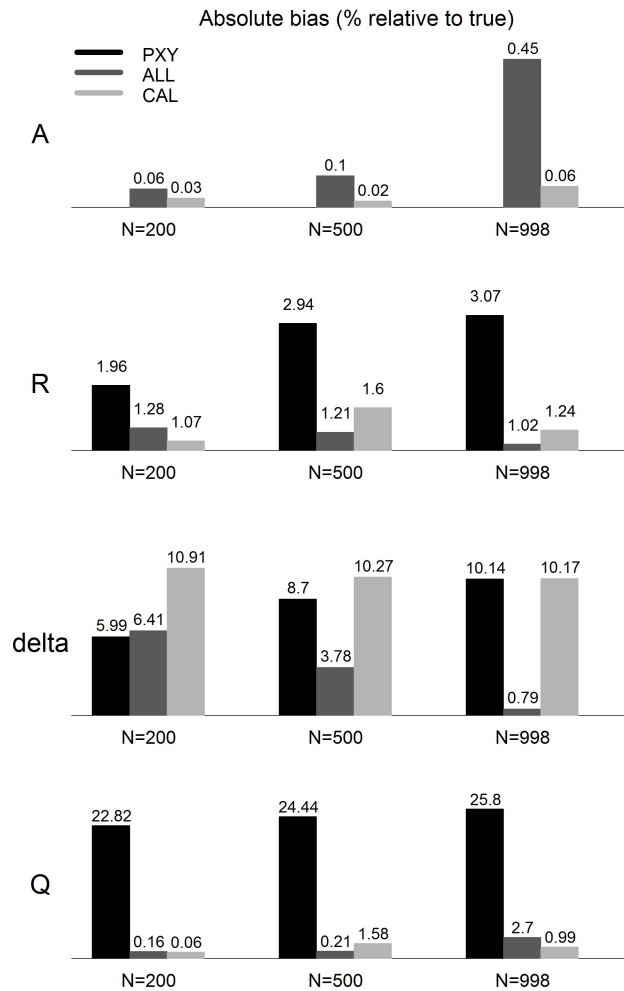 Absolute bias (% relative to true)
PXY
ALL
CAL
A
0.06 0.03
0.1 0.02
0.45 0.06
N=200 N=500 N=998
R
1.96 1.28 1.07
2.94 1.21 1.6
3.07 1.02 1.24
N=200 N=500 N=998
delta
5.99 6.41 10.91
8.7 3.78 10.27
10.14 0.79 10.17
N=200 N=500 N=998
Q
22.82 0.16 0.06
24.44 0.21 1.58
25.8 2.7 0.99
N=200 N=500 N=998